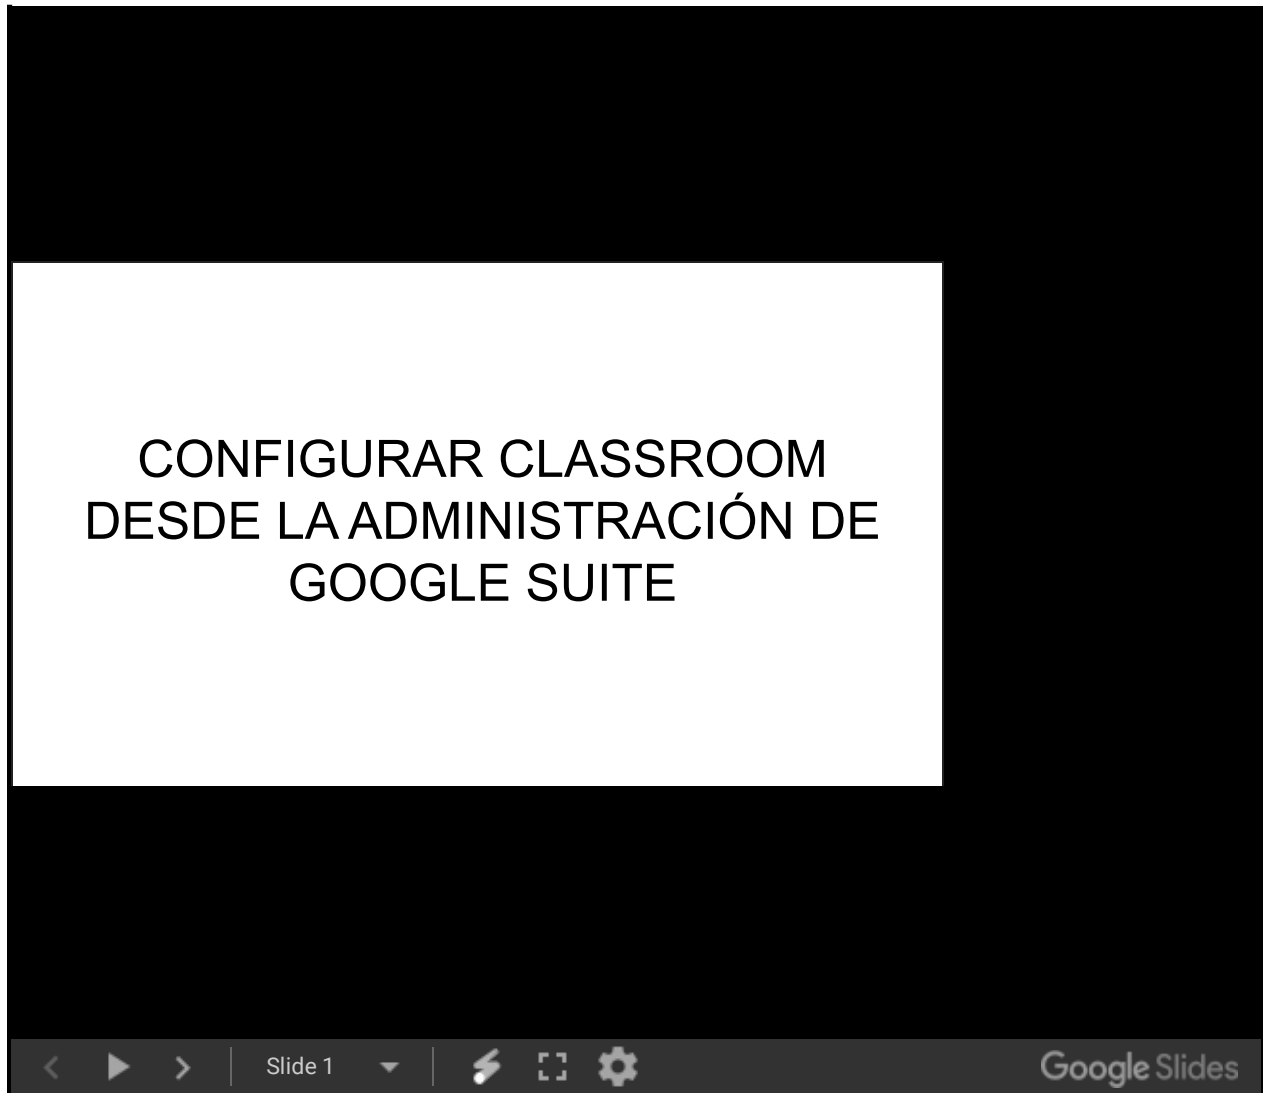 CONFIGURAR CLASSROOM
DESDE LA ADMINISTRACIÓN DE
GOOGLE SUITE
Slide 1
Google Slides